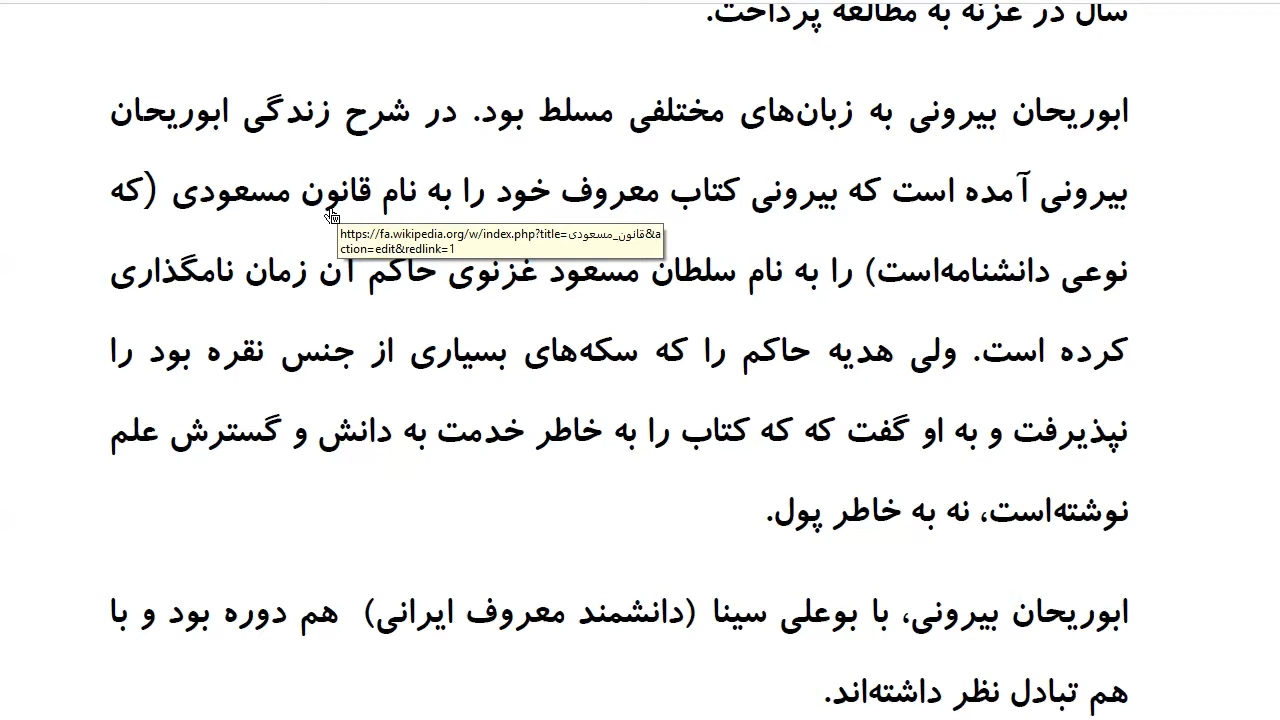 سال در غزنه به مطالعه پرداخت.
ابوریحان بیرونی به زبان‌های مختلفی مسلط بود. در شرح زندگی ابوریحان
بیرونی آمده است که بیرونی کتاب معروف خود را به نام قانون مسعودی (که
https://fa.wikipedia.org/w/index.php?title=قانون_مسعودی&a
ction=edit&redlink=1
نوعی دانشنامه‌است) را به نام سلطان مسعود غزنوی حاکم آن زمان نامگذاری
کرده است. ولی هدیه حاکم را که سکه‌های بسیاری از جنس نقره بود را
نپذیرفت و به او گفت که که کتاب را به خاطر خدمت به دانش و گسترش علم
نوشته‌است، نه به خاطر پول.
ابوریحان بیرونی، با بوعلی سینا (دانشمند معروف ایرانی) هم دوره بود و با
هم تبادل نظر داشته‌اند.